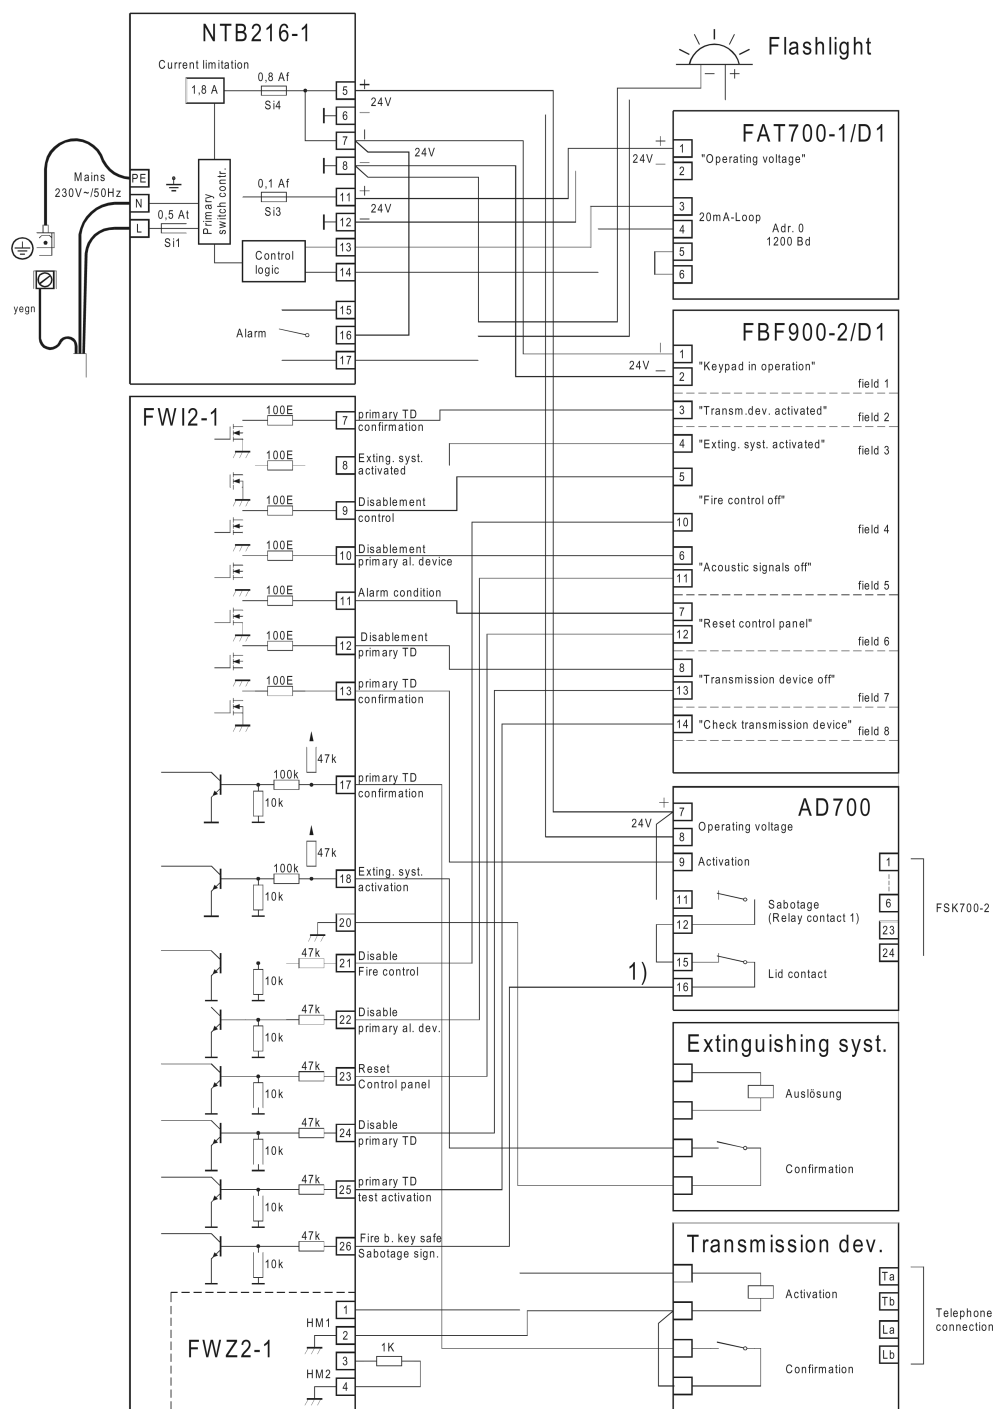 NTB216-1
Current limitation
1,8 A
0,8 Af
Si4
5
+
24V
6
–
7
24V
8
–
Mains
230V~/50Hz
PE
N
L
0,5 At
Si1
Primary
switch contr.
0,1 Af
Si3
11
+
24V
12
–
Control
logic
13
14
yegn
Alarm
15
16
17
Flashlight
– +
FAT700-1/D1
+
24V
–
1
2
"Operating voltage"
3
4
20mA-Loop
Adr. 0
1200 Bd
5
6
FBF900-2/D1
24V
–
1
2
"Keypad in operation"
field 1
3
"Transm.dev. activated"
field 2
4
"Exting. syst. activated"
field 3
5
"Fire control off"
10
field 4
6
"Acoustic signals off"
11
field 5
7
"Reset control panel"
12
field 6
8
"Transmission device off"
13
field 7
14
"Check transmission device"
field 8
FWI2-1
100E
7
primary TD
confirmation
100E
8
Exting. syst.
activated
100E
9
Disablement
control
100E
10
Disablement
primary al. device
100E
11
Alarm condition
100E
12
Disablement
primary TD
100E
13
primary TD
confirmation
47k
100k
10k
17
primary TD
confirmation
47k
100k
10k
18
Exting. syst.
activation
20
47k
10k
21
Disable
Fire control
47k
10k
22
Disable
primary al. dev.
47k
10k
23
Reset
Control panel
47k
10k
24
Disable
primary TD
47k
10k
25
primary TD
test activation
47k
10k
26
Fire b. key safe
Sabotage sign.
FWZ2-1
HM1
1
2
HM2
3
4
1K
AD700
+
24V
7
8
Operating voltage
9
Activation
11
12
Sabotage
(Relay contact 1)
1)
15
16
Lid contact
1
6
23
24
FSK700-2
Extinguishing syst.
Auslösung
Confirmation
Transmission dev.
Activation
Confirmation
Ta
Tb
La
Lb
Telephone
connection